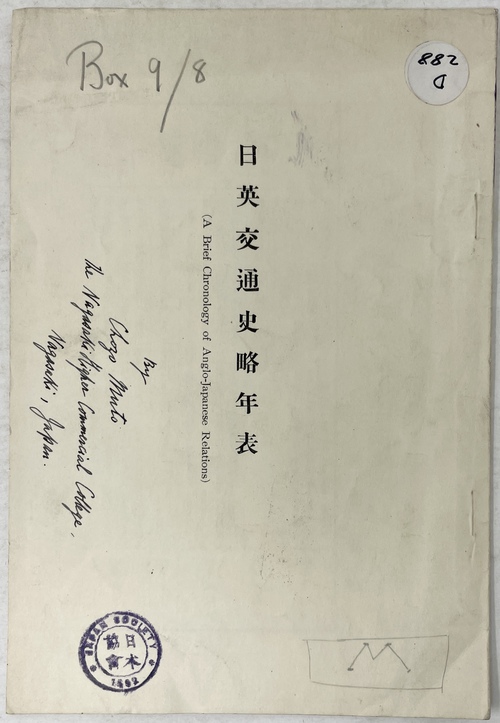 Box 9/8
882
D
日英交通史略年表
(A Brief Chronology of Anglo-Japanese Relations)
By
Chozo Muto
The Nagasaki Higher Commercial College,
Nagasaki, Japan.
JAPAN SOCIETY
日本
協會
1892
M